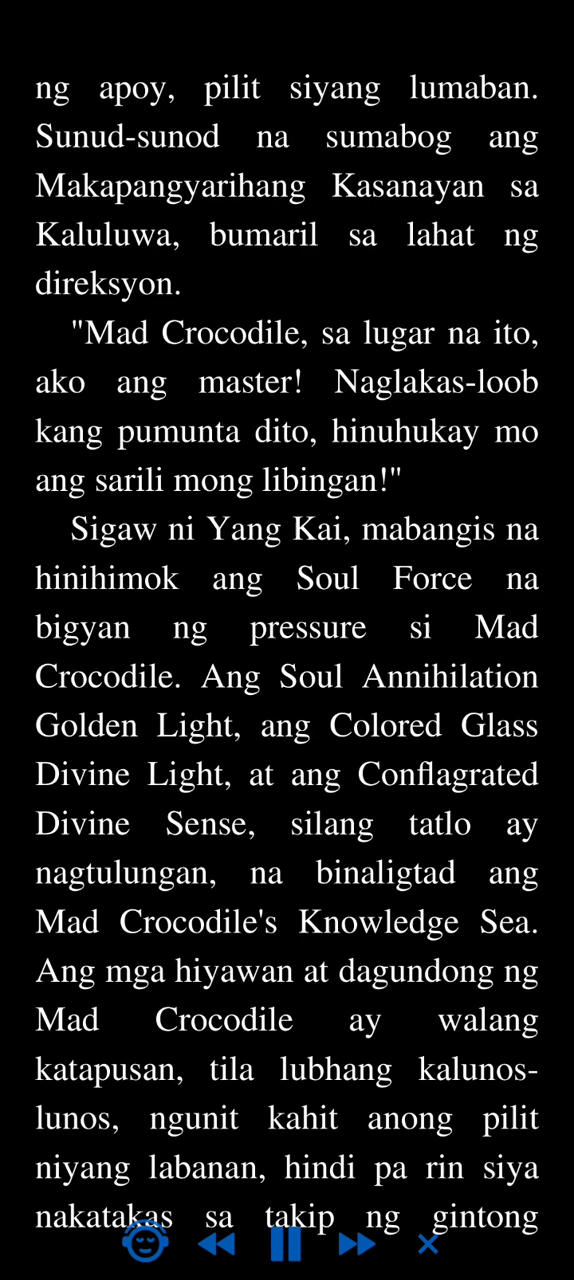 ng apoy, pilit siyang lumaban.
Sunud-sunod na sumabog ang
Makapangyarihang Kasanayan sa
Kaluluwa, bumaril sa lahat ng
direksyon.
"Mad Crocodile, sa lugar na ito,
ako ang master! Naglakas-loob
kang pumunta dito, hinuhukay mo
ang sarili mong libingan!"
Sigaw ni Yang Kai, mabangis na
hinihimok ang Soul Force na
bigyan ng pressure si Mad
Crocodile. Ang Soul Annihilation
Golden Light, ang Colored Glass
Divine Light, at ang Conflagrated
Divine Sense, silang tatlo ay
nagtulungan, na binaligtad ang
Mad Crocodile's Knowledge Sea.
Ang mga hiyawan at dagundong ng
Mad Crocodile ay walang
katapusan, tila lubhang kalunos-
lunos, ngunit kahit anong pilit
niyang labanan, hindi pa rin siya
nakatakas sa takip ng gintong